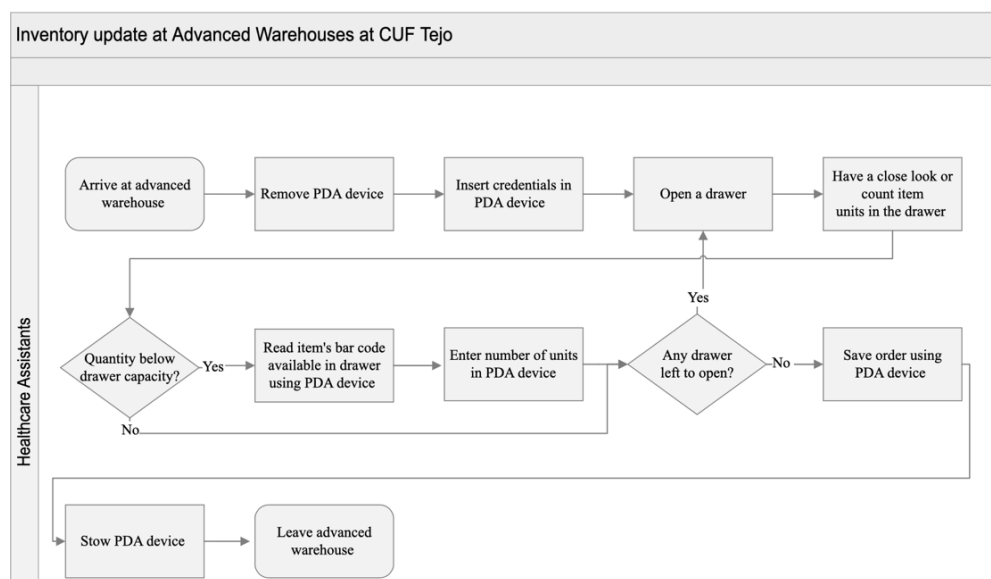 Inventory update at Advanced Warehouses at CUF Tejo
Healthcare Assistants
Arrive at advanced
warehouse
Remove PDA device
Insert credentials in
PDA device
Open a drawer
Have a close look or
count item
units in the drawer
Quantity below
drawer capacity?
Yes
No
Read item's bar code
available in drawer
using PDA device
Enter number of units
in PDA device
Any drawer
left to open?
Yes
No
Save order using
PDA device
Stow PDA device
Leave advanced
warehouse